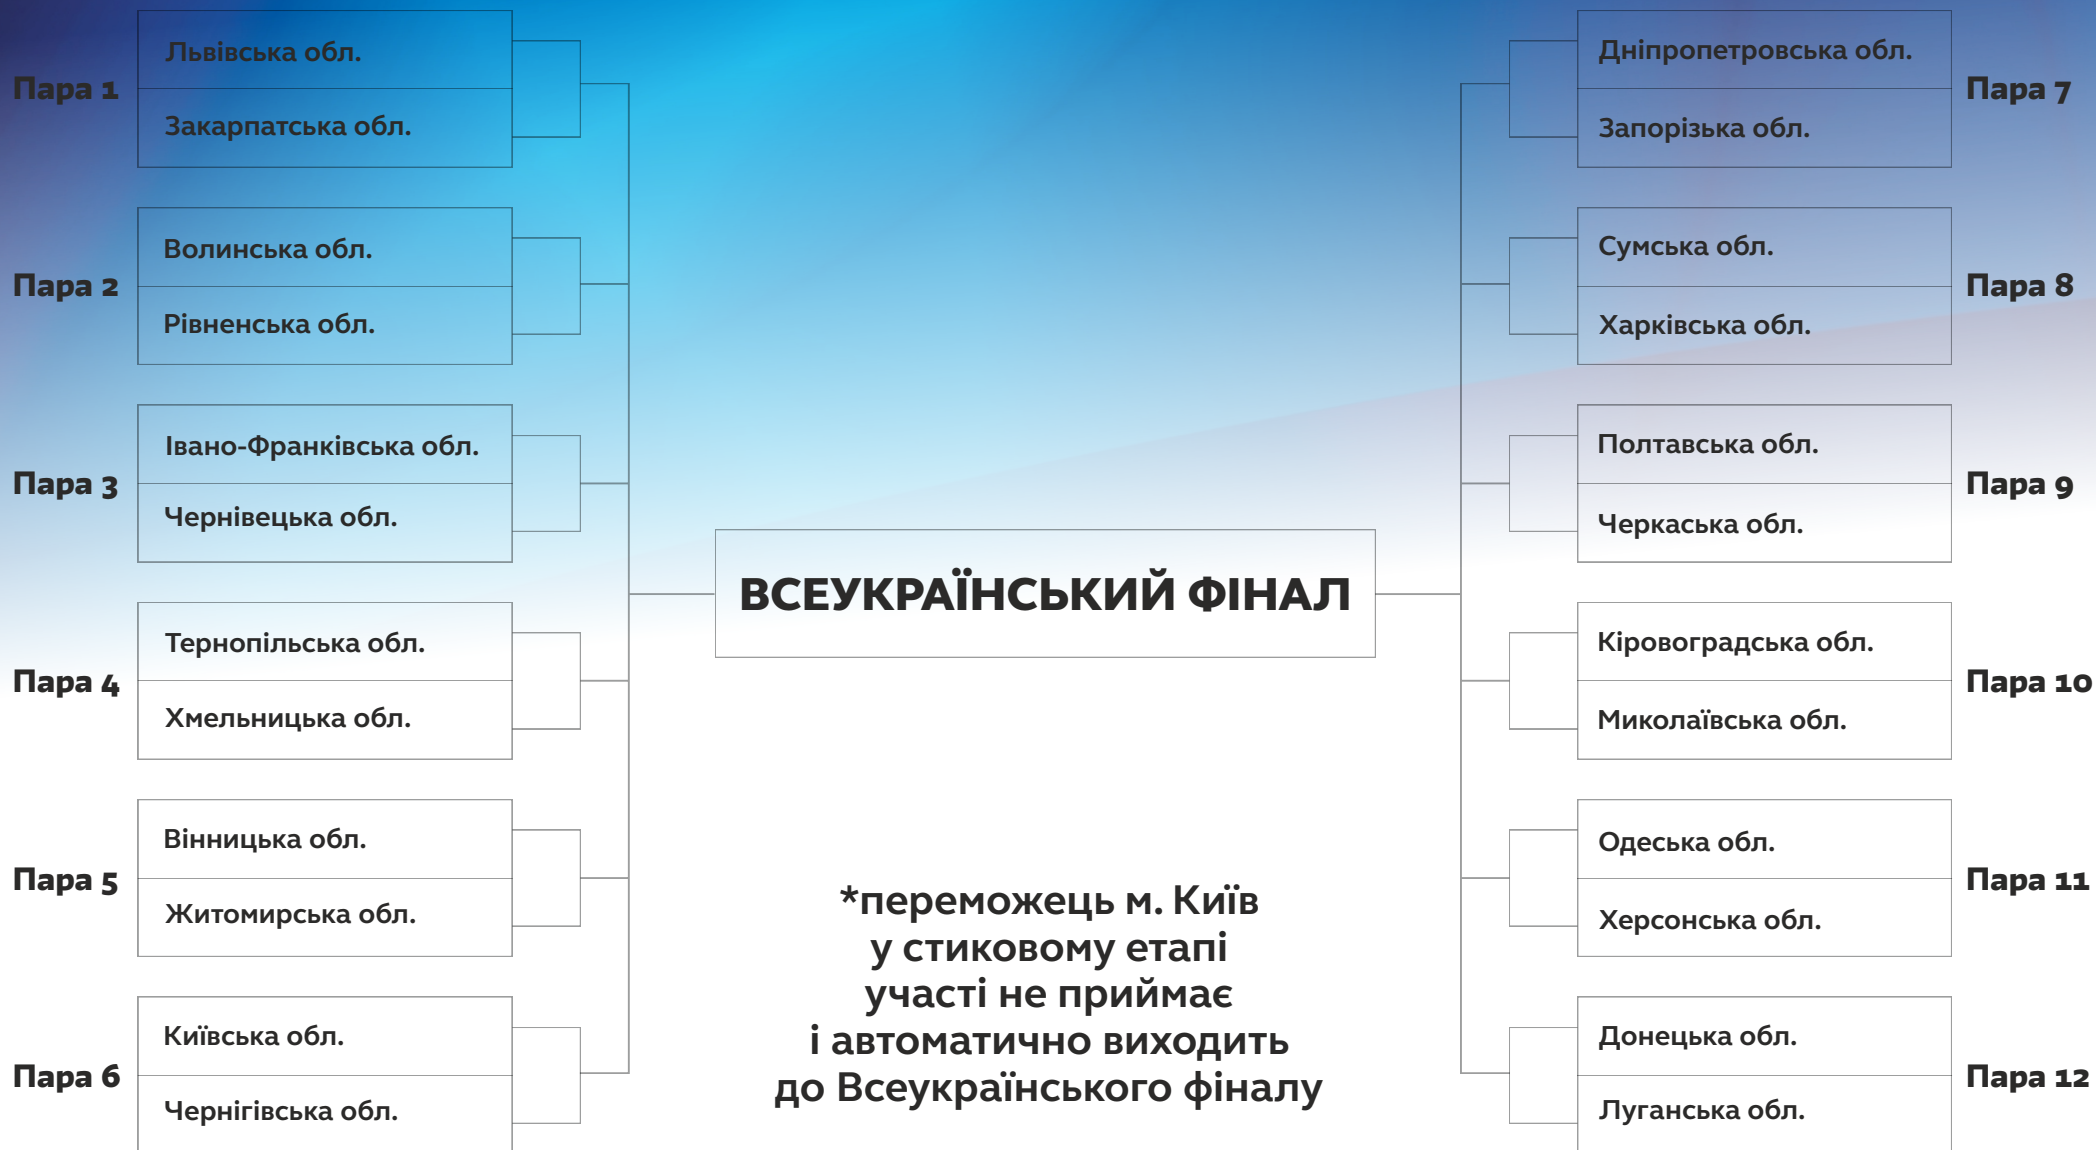 Пара 1
Львівська обл.
Закарпатська обл.
Пара 2
Волинська обл.
Рівненська обл.
Пара 3
Івано-Франківська обл.
Чернівецька обл.
Пара 4
Тернопільська обл.
Хмельницька обл.
Пара 5
Вінницька обл.
Житомирська обл.
Пара 6
Київська обл.
Чернігівська обл.
ВСЕУКРАЇНСЬКИЙ ФІНАЛ
*переможець м. Київ
у стиковому етапі
участі не приймає
і автоматично виходить
до Всеукраїнського фіналу
Дніпропетровська обл.
Запорізька обл.
Пара 7
Сумська обл.
Харківська обл.
Пара 8
Полтавська обл.
Черкаська обл.
Пара 9
Кіровоградська обл.
Миколаївська обл.
Пара 10
Одеська обл.
Херсонська обл.
Пара 11
Донецька обл.
Луганська обл.
Пара 12